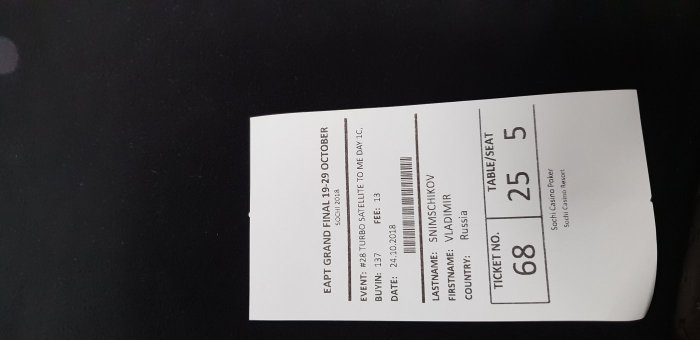 EAPT GRAND FINAL 19-29 OCTOBER
SOCHI 2018
EVENT: #28 TURBO SATELLITE TO ME DAY 1C,
BUYIN: 137 FEE: 13
DATE: 24.10.2018
LASTNAME: SNIMSCHIKOV
FIRSTNAME: VLADIMIR
COUNTRY: Russia
TICKET NO. TABLE/SEAT
68 25 5
Sochi Casino Poker
Sochi Casino Resort